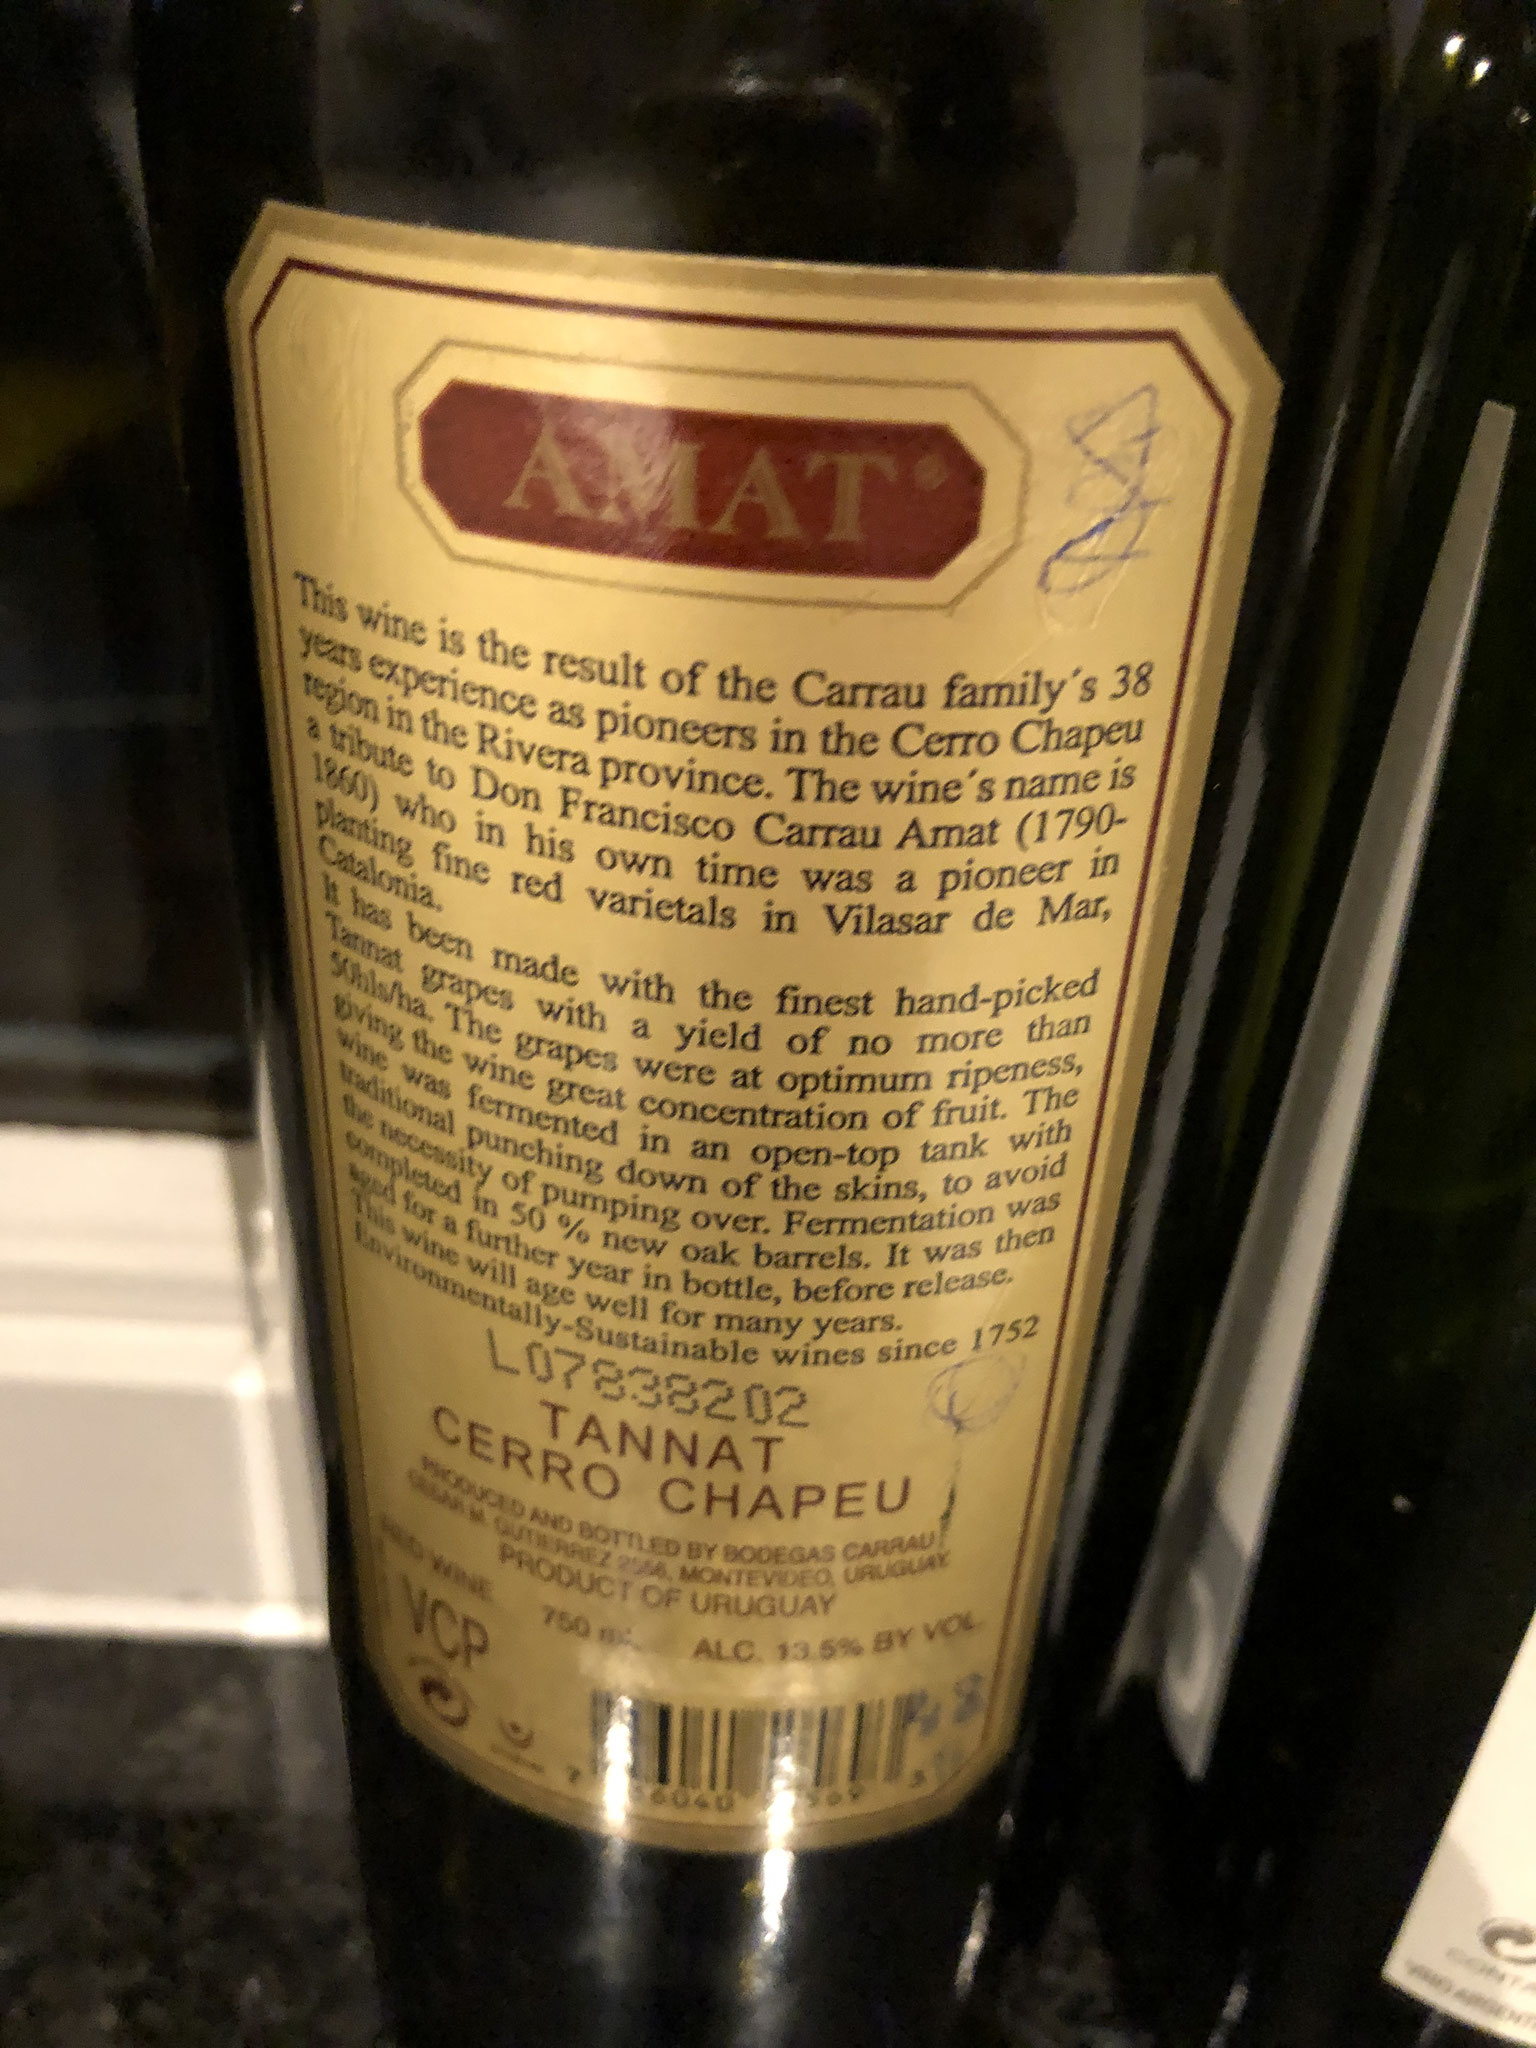 AMAT
This wine is the result of the Carrau family´s 38
years experience as pioneers in the Cerro Chapeu
region in the Rivera province. The wine´s name is
a tribute to Don Francisco Carrau Amat (1790-
1860) who in his own time was a pioneer in
planting fine red varietals in Vilasar de Mar,
Catalonia.
It has been made with the finest hand-picked
Tannat grapes with a yield of no more than
50hls/ha. The grapes were at optimum ripeness,
giving the wine great concentration of fruit. The
wine was fermented in an open-top tank with
traditional punching down of the skins, to avoid
the necessity of pumping over. Fermentation was
completed in 50 % new oak barrels. It was then
aged for a further year in bottle, before release.
This wine will age well for many years.
Environmentally-Sustainable wines since 1752
L07838202
TANNAT
CERRO CHAPEU
PRODUCED AND BOTTLED BY BODEGAS CARRAU
CESAR M. GUTIERREZ 2556, MONTEVIDEO, URUGUAY
PRODUCT OF URUGUAY
RED WINE
750 ml. ALC. 13.5% BY VOL
VCP